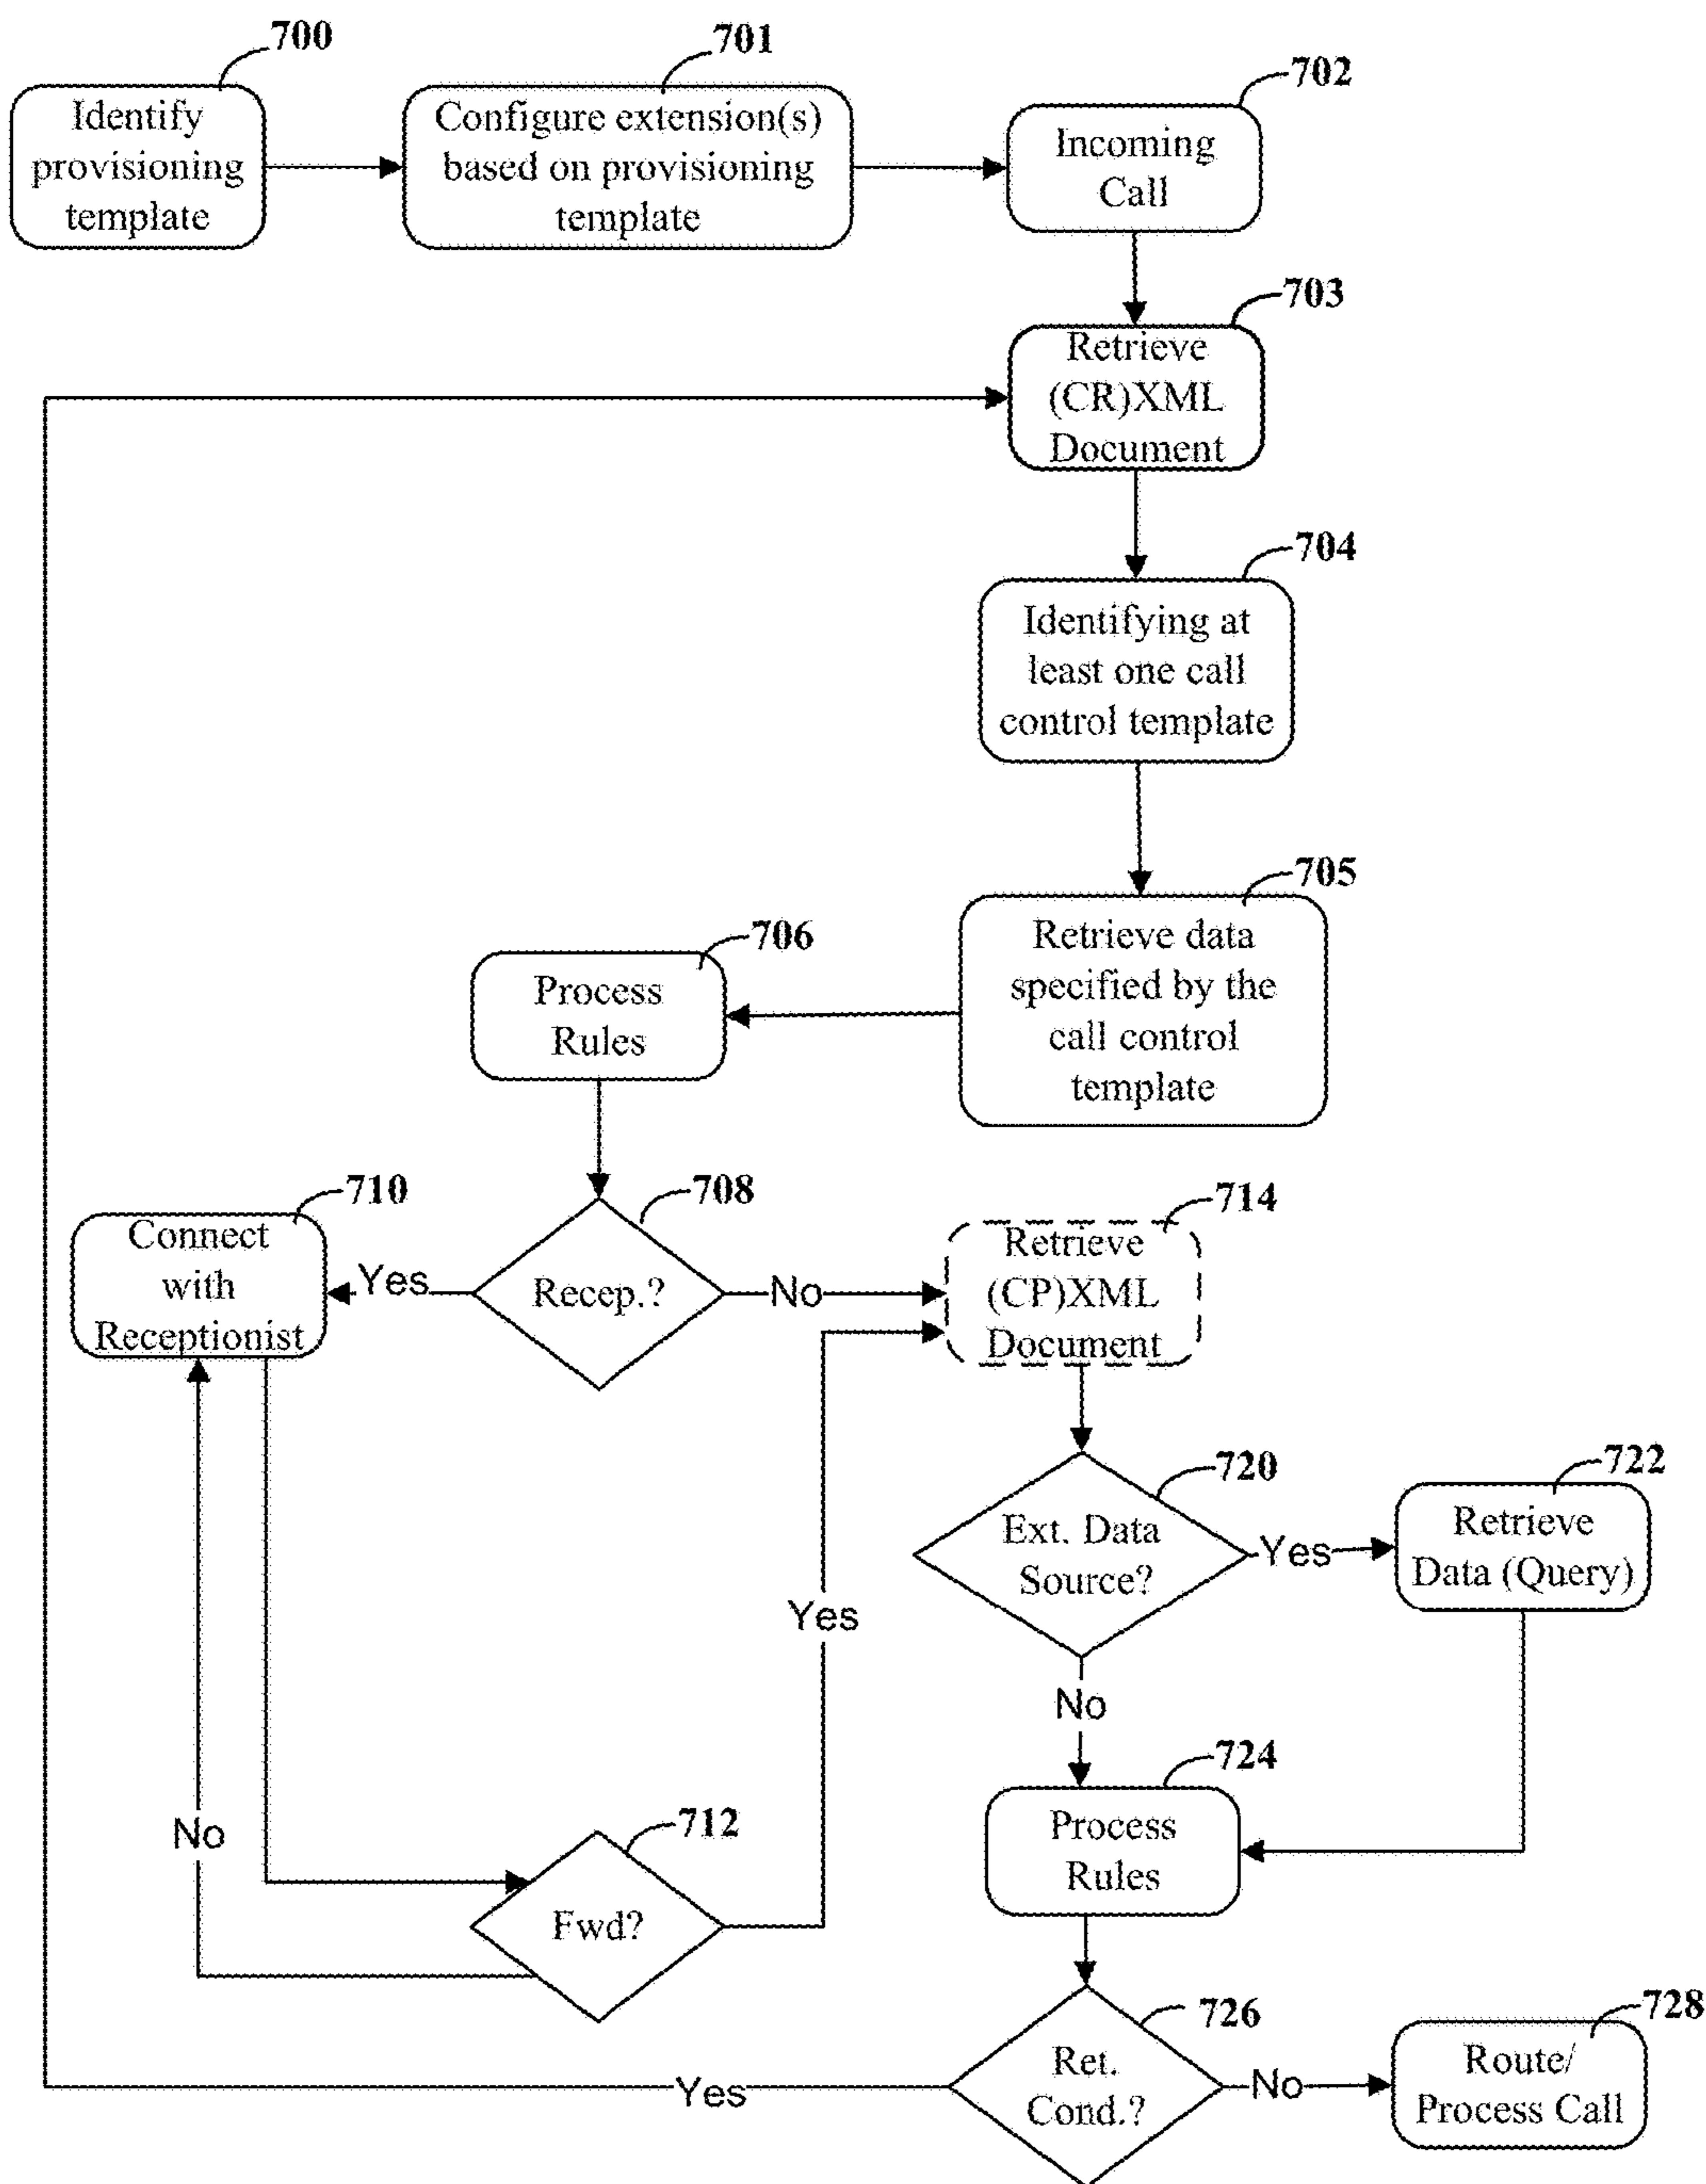 700
Identify
provisioning
template
701
Configure extension(s)
based on provisioning
template
702
Incoming
Call
703
Retrieve
(CR)XML
Document
704
Identifying at
least one call
control template
705
Retrieve data
specified by the
call control
template
706
Process
Rules
708
Recep.?
Yes
No
710
Connect
with
Receptionist
714
Retrieve
(CP)XML
Document
720
Ext. Data
Source?
Yes
No
722
Retrieve
Data (Query)
Yes
No
712
Fwd?
724
Process
Rules
726
Ret.
Cond.?
Yes
No
728
Route/
Process Call